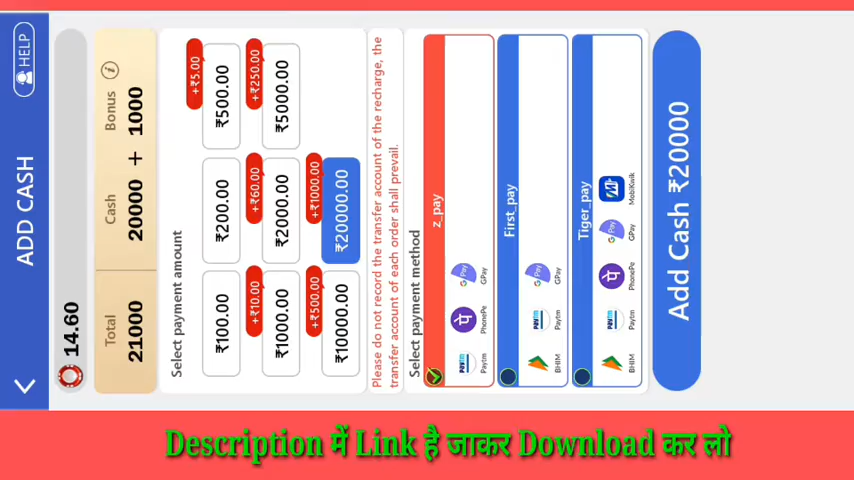 ADD CASH
HELP
14.60
Total
21000
Cash
20000
+
Bonus
1000
Select payment amount
₹100.00
₹200.00
+₹5.00
₹500.00
+₹10.00
₹1000.00
+₹60.00
₹2000.00
+₹250.00
₹5000.00
+₹500.00
₹10000.00
+₹1000.00
₹20000.00
Please do not record the transfer account of the recharge, the
transfer account of each order shall prevail.
Select payment method
z_pay
Paytm
PhonePe
GPay
First_pay
BHIM
Paytm
GPay
Tiger_pay
BHIM
Paytm
PhonePe
GPay
MobiKwik
Add Cash ₹20000
Description में Link है जाकर Download कर लो